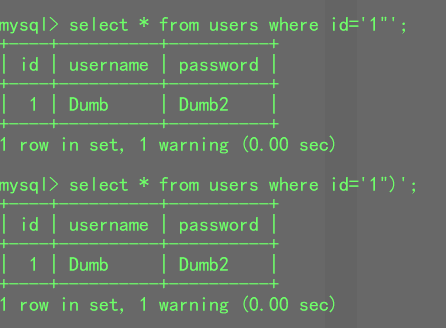 mysql> select * from users where id='1"';
+----+----------+----------+
| id | username | password |
+----+----------+----------+
| 1 | Dumb | Dumb2 |
+----+----------+----------+
1 row in set, 1 warning (0.00 sec)
mysql> select * from users where id='1")';
+----+----------+----------+
| id | username | password |
+----+----------+----------+
| 1 | Dumb | Dumb2 |
+----+----------+----------+
1 row in set, 1 warning (0.00 sec)